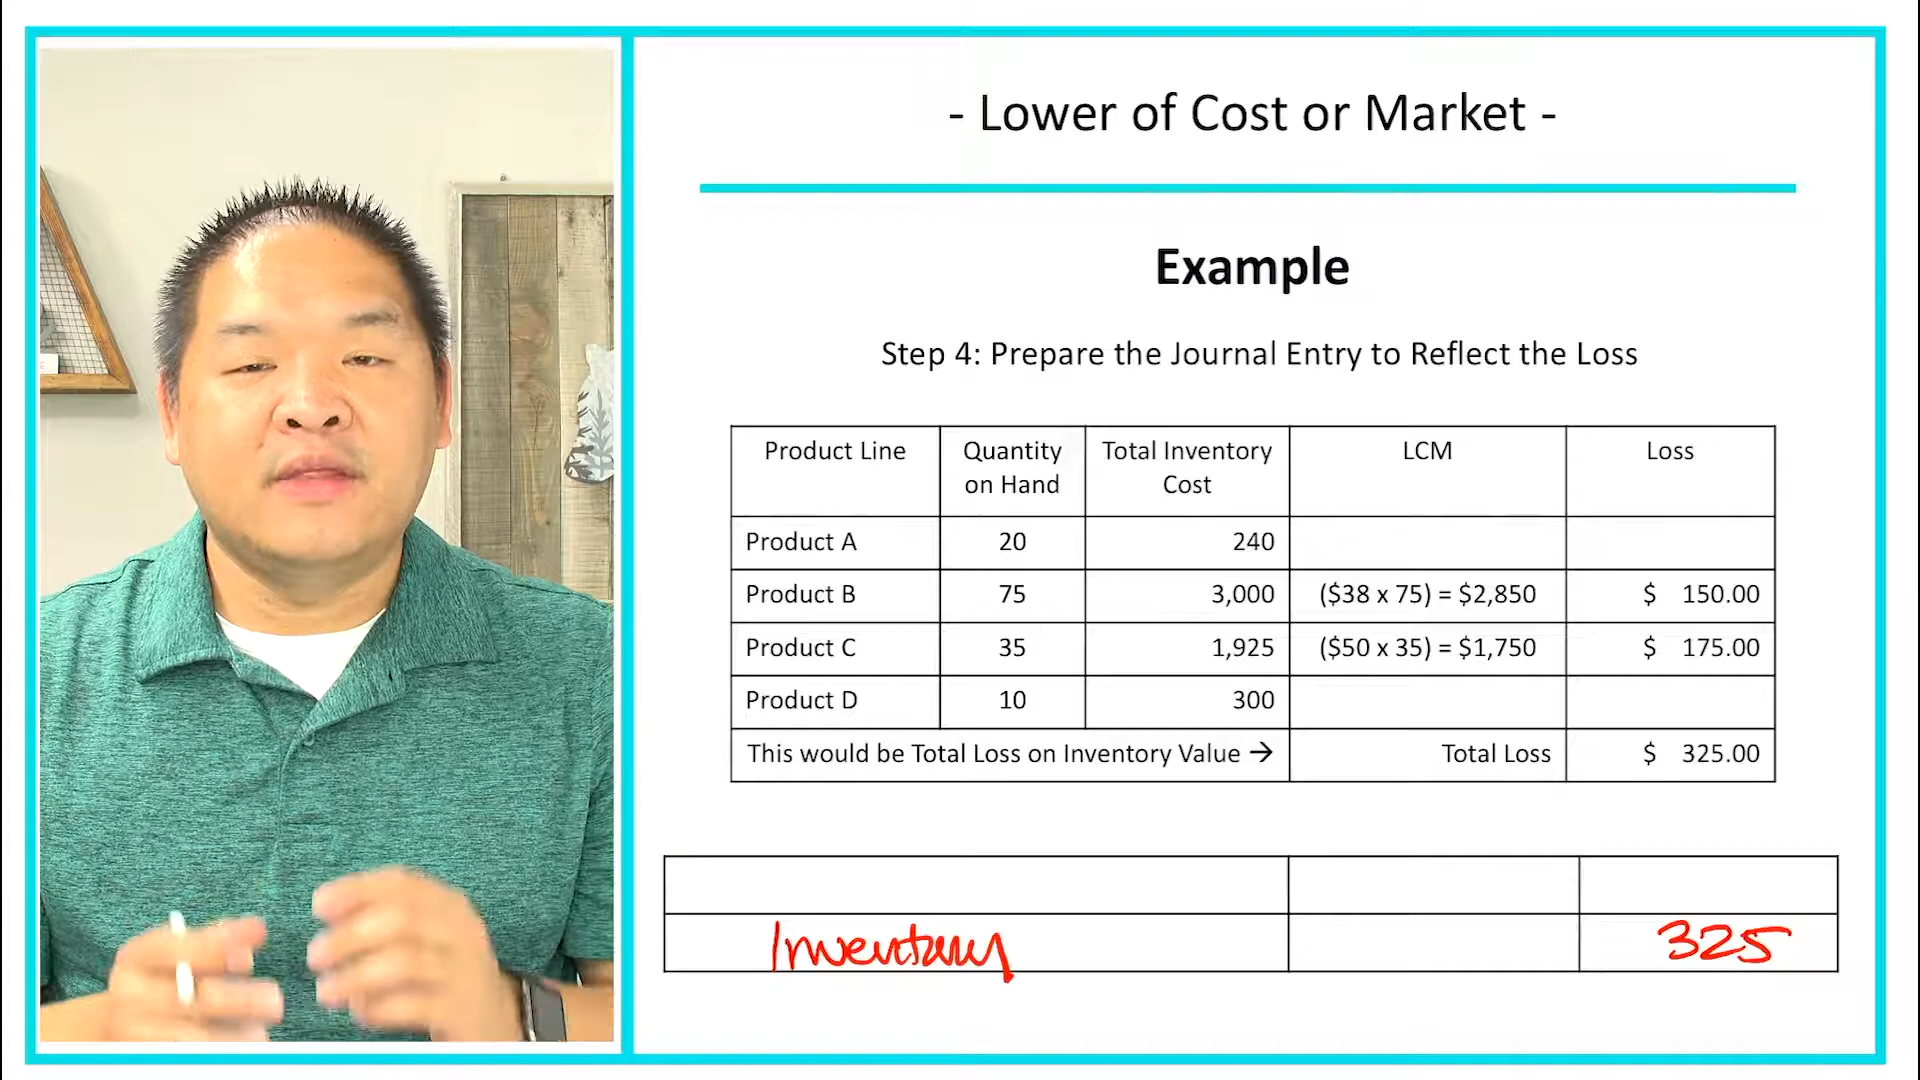 - Lower of Cost or Market -
Example
Step 4: Prepare the Journal Entry to Reflect the Loss
Product Line Quantity on Hand Total Inventory Cost LCM Loss
Product A 20 240
Product B 75 3,000 ($38 x 75) = $2,850 $ 150.00
Product C 35 1,925 ($50 x 35) = $1,750 $ 175.00
Product D 10 300
This would be Total Loss on Inventory Value → Total Loss $ 325.00
Inventory 325